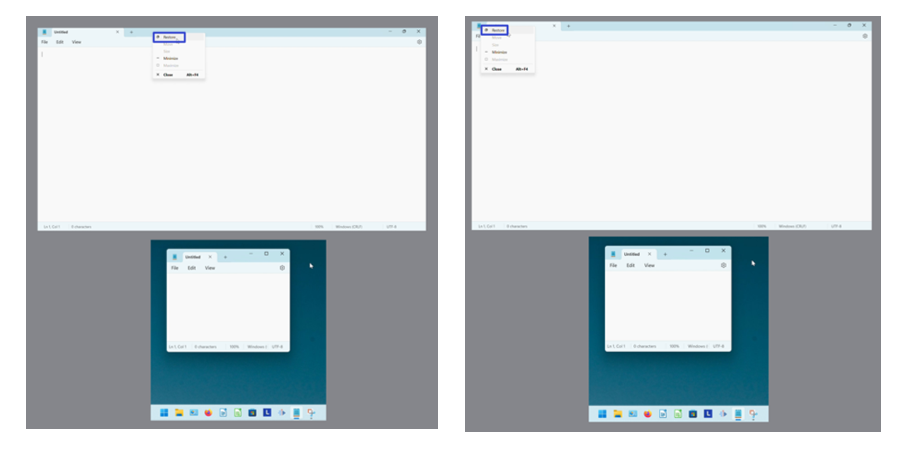 Untitled
Restore
File Edit View
Move
Size
Minimize
Maximize
Close Alt+F4
Ln 1, Col 1 0 characters 100% Windows (CRLF) UTF-8
Untitled
File Edit View
Ln 1, Col 1 0 characters 100% Windows ( UTF-8
Restore
Move
Size
Minimize
Maximize
Close Alt+F4
Ln 1, Col 1 0 characters 100% Windows (CRLF) UTF-8
Untitled
File Edit View
Ln 1, Col 1 0 characters 100% Windows ( UTF-8